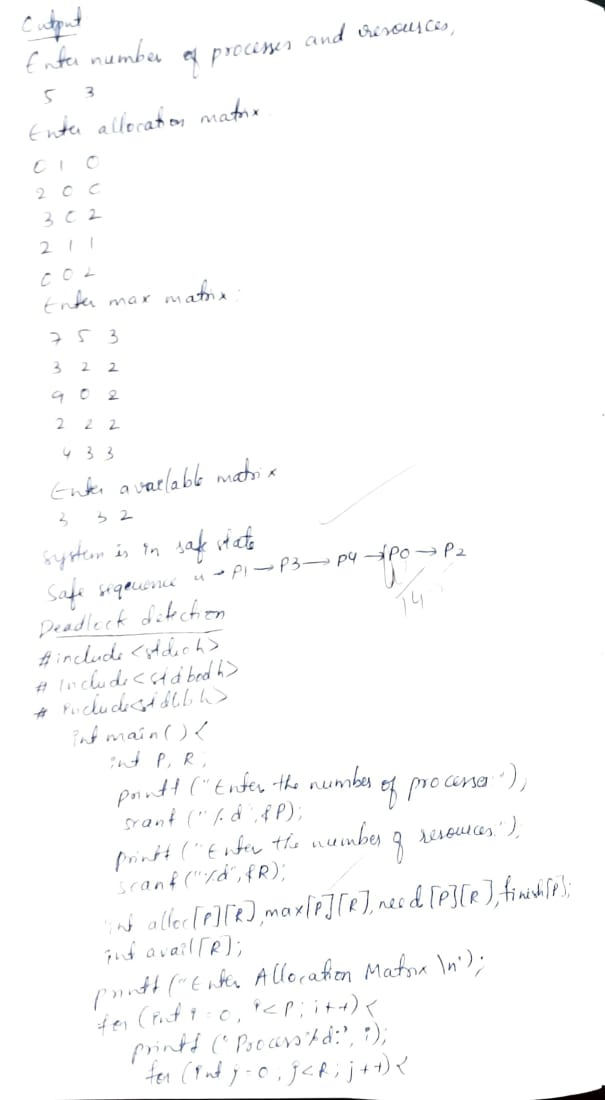 Output
Enter number of processes and resources,
5 3
Enter allocation matrix
0 1 0
2 0 0
3 0 2
2 1 1
0 0 2
Enter max matrix:
7 5 3
3 2 2
9 0 2
2 2 2
4 3 3
Enter available matrix
3 3 2
System is in safe state
Safe seqeuence is → P1 → P3 → P4 → P0 → P2
14
Deadlock detection
#include <stdio.h>
# Include <stdbool.h>
# include<stdlib.h>
int main() {
int P, R;
printf ("Enter the number of processes: ");
scanf ("%d", &P);
printf ("Enter the number of resources: ");
scanf ("%d", &R);
int alloc[P][R], max[P][R], need [P][R], finish[P];
int avail[R];
printf ("Enter Allocation Matrix \n");
for (int i = 0, i<P; i++) {
printf ("Process %d:", i);
for (int j = 0, j<R; j++) {